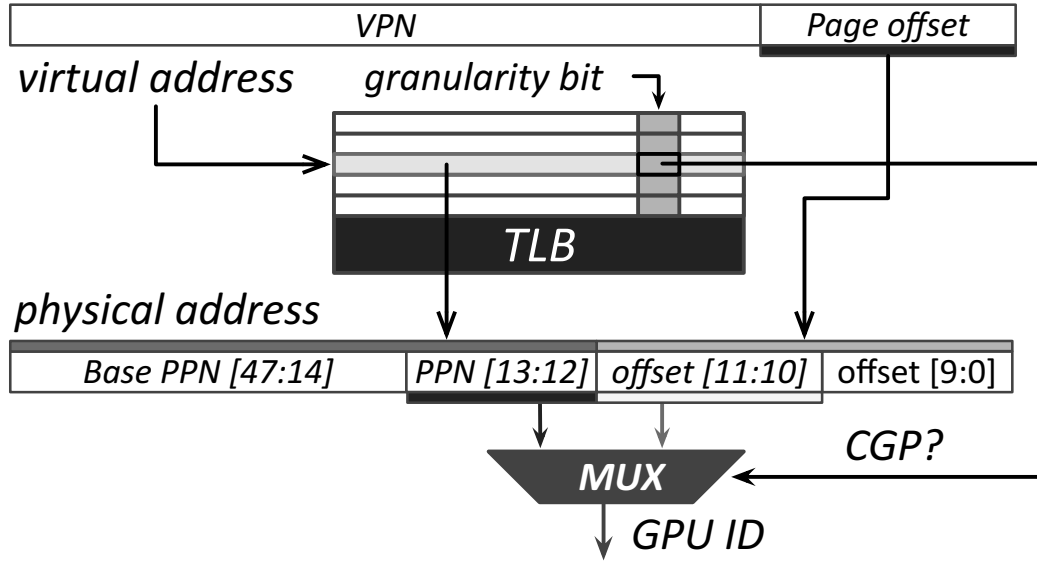 VPN
Page offset
virtual address
granularity bit
TLB
physical address
Base PPN [47:14]
PPN [13:12]
offset [11:10]
offset [9:0]
CGP?
MUX
GPU ID